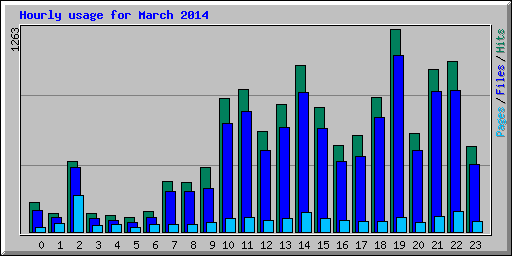 Hourly usage for March 2014
1263
Pages/Files/Hits
0 1 2 3 4 5 6 7 8 9 10 11 12 13 14 15 16 17 18 19 20 21 22 23